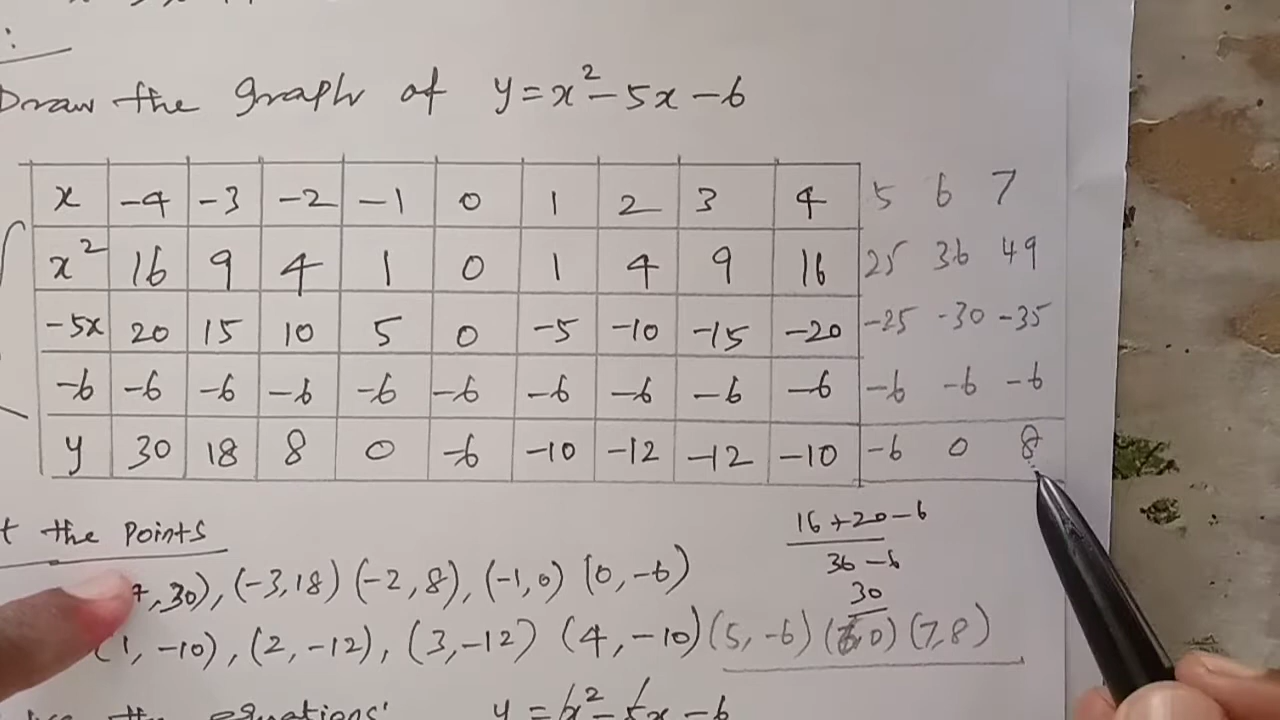 :
Draw the graph of y=x²-5x-6
x -4 -3 -2 -1 0 1 2 3 4 5 6 7
x² 16 9 4 1 0 1 4 9 16 25 36 49
-5x 20 15 10 5 0 -5 -10 -15 -20 -25 -30 -35
-6 -6 -6 -6 -6 -6 -6 -6 -6 -6 -6 -6 -6
y 30 18 8 0 -6 -10 -12 -12 -10 -6 0 8
the points
16+20-6
36-6
30
,30), (-3,18) (-2,8), (-1,0) (0,-6)
(1,-10), (2,-12), (3,-12) (4,-10) (5,-6) (6,0) (7,8)
the equations y=x²-5x-6